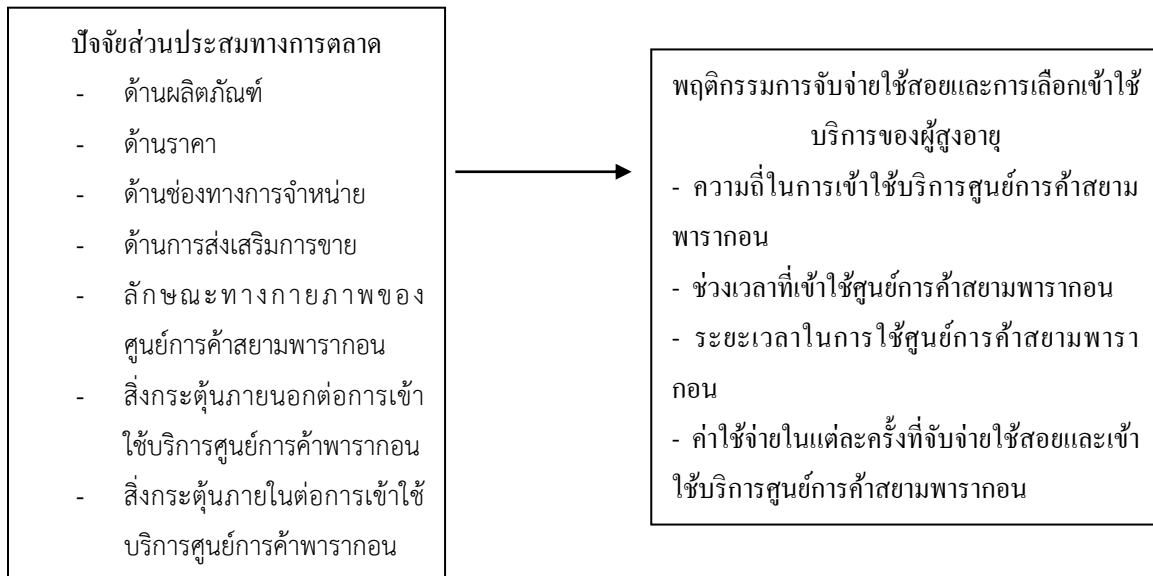 ปัจจัยส่วนประสมทางการตลาด
- ด้านผลิตภัณฑ์
- ด้านราคา
- ด้านช่องทางการจำหน่าย
- ด้านการส่งเสริมการขาย
- ลักษณะทางกายภาพของ
ศูนย์การค้าสยามพารากอน
- สิ่งกระตุ้นภายนอกต่อการเข้า
ใช้บริการศูนย์การค้าพารากอน
- สิ่งกระตุ้นภายในต่อการเข้าใช้
บริการศูนย์การค้าพารากอน
พฤติกรรมการจับจ่ายใช้สอยและการเลือกเข้าใช้
บริการของผู้สูงอายุ
- ความถี่ในการเข้าใช้บริการศูนย์การค้าสยาม
พารากอน
- ช่วงเวลาที่เข้าใช้ศูนย์การค้าสยามพารากอน
- ระยะเวลาในการใช้ศูนย์การค้าสยามพารา
กอน
- ค่าใช้จ่ายในแต่ละครั้งที่จับจ่ายใช้สอยและเข้า
ใช้บริการศูนย์การค้าสยามพารากอน